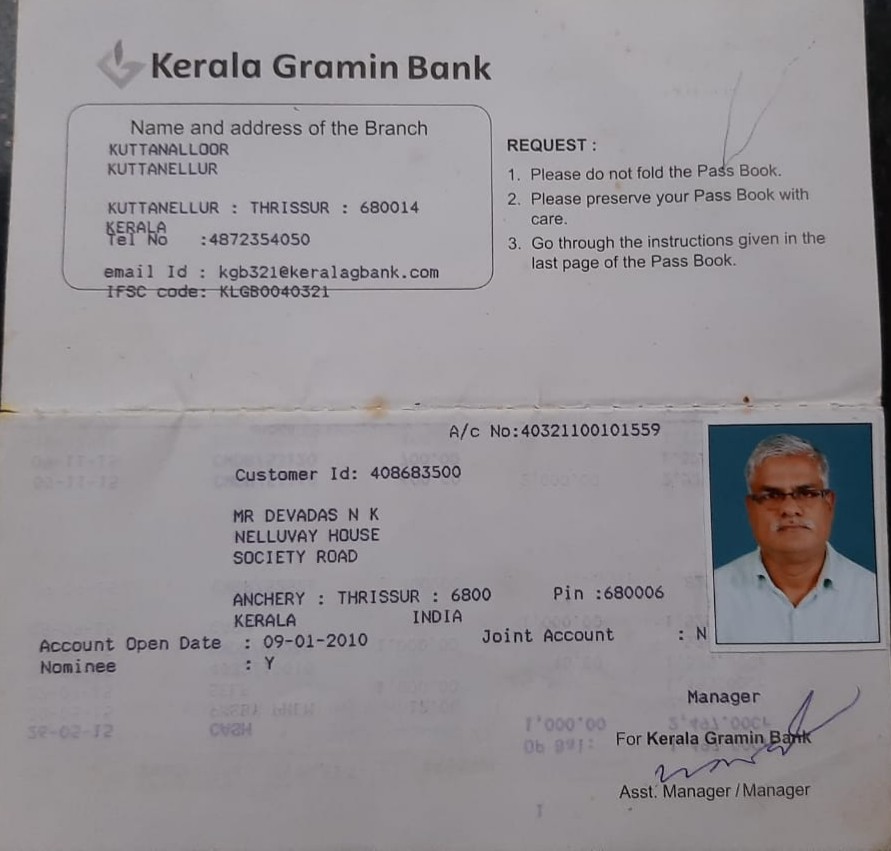 Kerala Gramin Bank
Name and address of the Branch
KUTTANALLOOR
KUTTANELLUR
KUTTANELLUR : THRISSUR : 680014
KERALA
Tel No :4872354050
email Id : kgb321@keralagbank.com
IFSC code: KLGB0040321
REQUEST :
1. Please do not fold the Pass Book.
2. Please preserve your Pass Book with
care.
3. Go through the instructions given in the
last page of the Pass Book.
A/c No:40321100101559
Customer Id: 408683500
MR DEVADAS N K
NELLUVAY HOUSE
SOCIETY ROAD
ANCHERY : THRISSUR : 6800 Pin :680006
KERALA INDIA
Account Open Date : 09-01-2010 Joint Account : N
Nominee : Y
Manager
For Kerala Gramin Bank
Asst. Manager / Manager